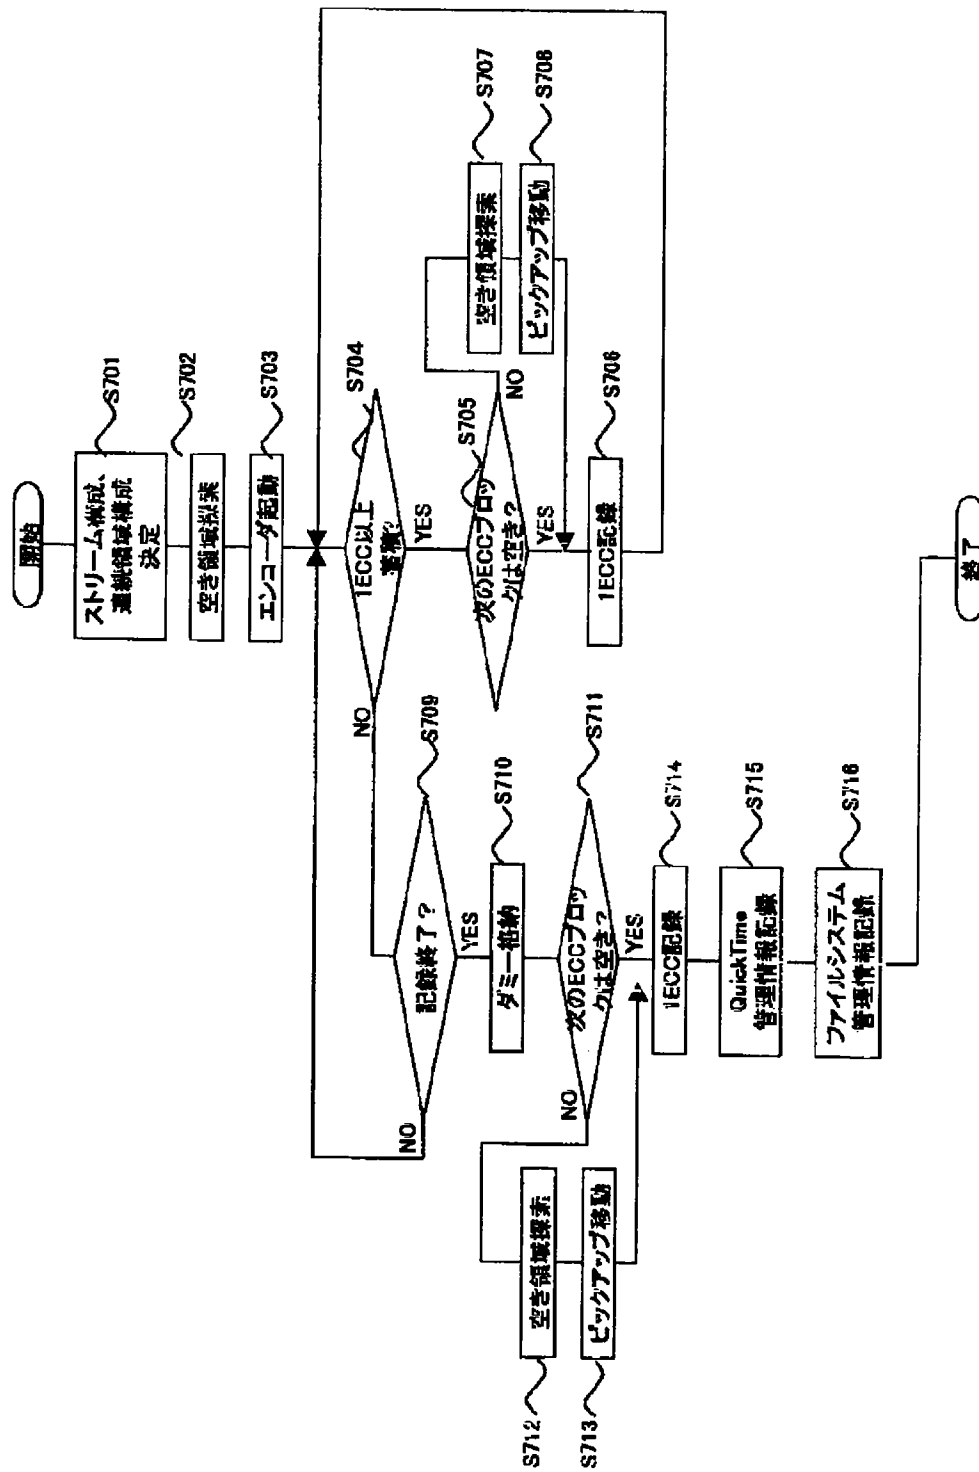 開始
ストリーム構成、
連続領域構成
決定
S701
空き領域探索
S702
エンコーダ起動
S703
1ECC以上
蓄積?
S704
YES
NO
次のECCブロッ
クは空き?
S705
NO
YES
空き領域探索
S707
ピックアップ移動
S708
1ECC記録
S706
記録終了?
S709
NO
YES
ダミー格納
S710
次のECCブロッ
クは空き?
S711
NO
YES
空き領域探索
S712
ピックアップ移動
S713
1ECC記録
S714
QuickTime
管理情報記録
S715
ファイルシステム
管理情報記録
S716
終了